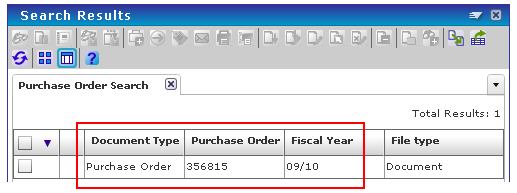 Search Results
Purchase Order Search
Total Results: 1
Document Type Purchase Order Fiscal Year File type
Purchase Order 356815 09/10 Document